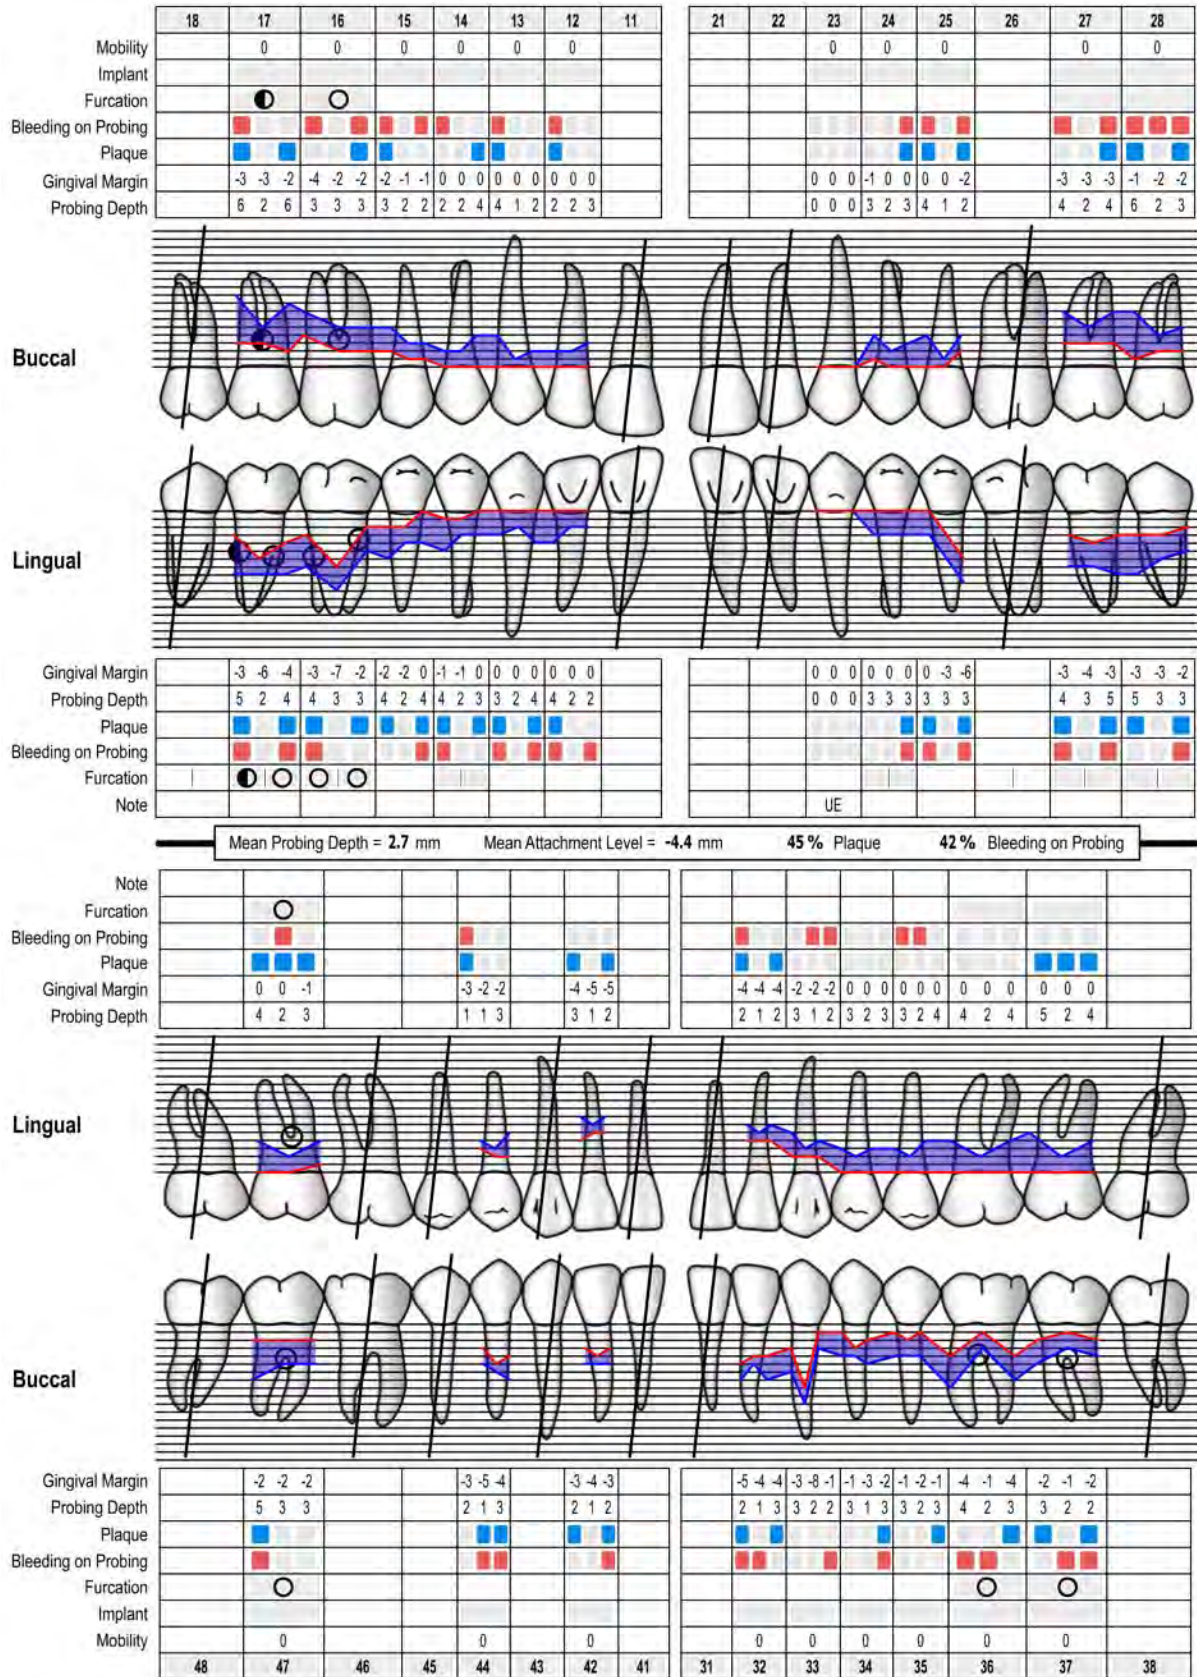 18 17 16 15 14 13 12 11 21 22 23 24 25 26 27 28
Mobility 0 0 0 0 0 0 0 0 0 0 0
Implant
Furcation
Bleeding on Probing
Plaque
Gingival Margin -3 -3 -2 -4 -2 -2 -2 -1 -1 0 0 0 0 0 0 0 0 0 0 0 0 -1 0 0 0 0 -2 -3 -3 -3 -1 -2 -2
Probing Depth 6 2 6 3 3 3 3 2 2 2 2 4 4 1 2 2 2 3 0 0 0 3 2 3 4 1 2 4 2 4 6 2 3
Buccal
Lingual
Gingival Margin -3 -6 -4 -3 -7 -2 -2 -2 0 -1 -1 0 0 0 0 0 0 0 0 0 0 0 0 0 0 -3 -6 -3 -4 -3 -3 -3 -2
Probing Depth 5 2 4 4 3 3 4 2 4 4 2 3 3 2 4 4 2 2 0 0 0 3 3 3 3 3 3 4 3 5 5 3 3
Plaque
Bleeding on Probing
Furcation
Note UE
Mean Probing Depth = 2.7 mm Mean Attachment Level = -4.4 mm 45 % Plaque 42 % Bleeding on Probing
Note
Furcation
Bleeding on Probing
Plaque
Gingival Margin 0 0 -1 -3 -2 -2 -4 -5 -5 -4 -4 -4 -2 -2 -2 0 0 0 0 0 0 0 0 0 0 0 0
Probing Depth 4 2 3 1 1 3 3 1 2 2 1 2 3 1 2 3 2 3 3 2 4 4 2 4 5 2 4
Lingual
Buccal
Gingival Margin -2 -2 -2 -3 -5 -4 -3 -4 -3 -5 -4 -4 -3 -8 -1 -1 -3 -2 -1 -2 -1 -4 -1 -4 -2 -1 -2
Probing Depth 5 3 3 2 1 3 2 1 2 2 1 3 3 2 2 3 1 3 3 2 3 4 2 3 3 2 2
Plaque
Bleeding on Probing
Furcation
Implant
Mobility 0 0 0 0 0 0 0 0 0
48 47 46 45 44 43 42 41 31 32 33 34 35 36 37 38